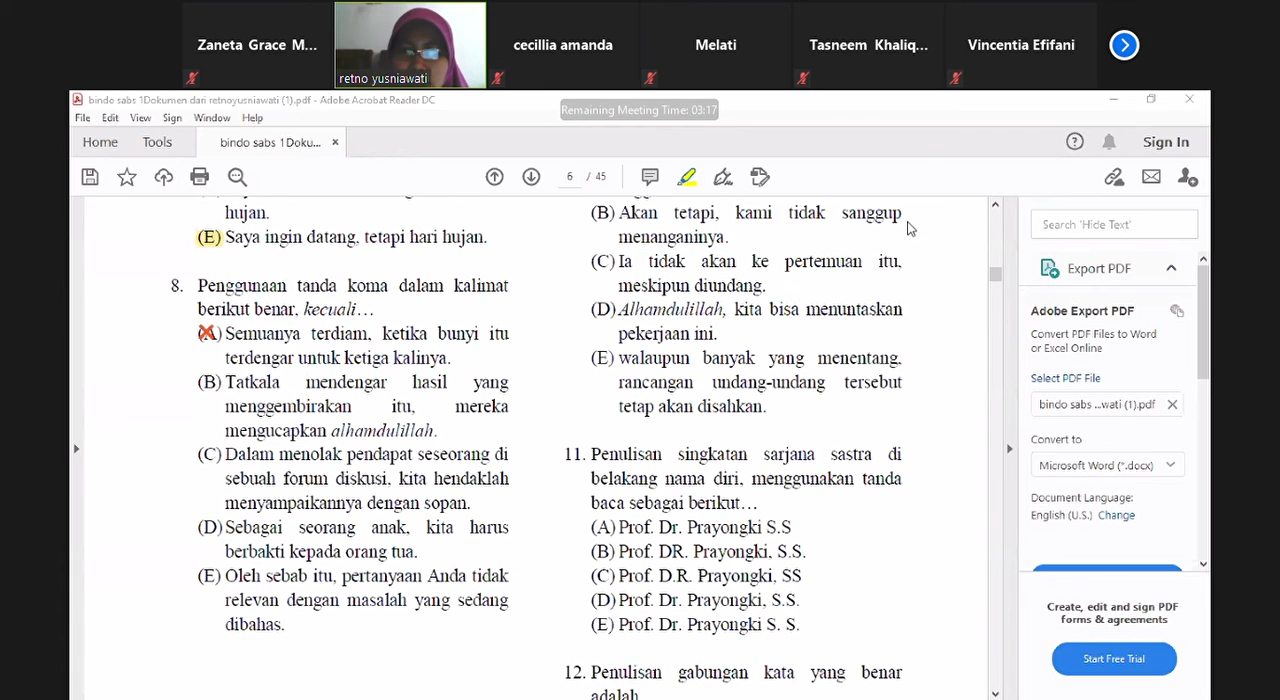 Zaneta Grace M...
retno yusniawati
cecillia amanda
Melati
Tasneem Khaliq...
Vincentia Efifani
bindo sabs 1Dokumen dari retnoyusniawati (1).pdf - Adobe Acrobat Reader DC
Remaining Meeting Time: 03:17
File Edit View Sign Window Help
Home Tools bindo sabs 1Doku... × Sign In
6 / 45
hujan.
(E) Saya ingin datang, tetapi hari hujan.
8. Penggunaan tanda koma dalam kalimat
berikut benar, kecuali…
(A) Semuanya terdiam, ketika bunyi itu
terdengar untuk ketiga kalinya.
(B) Tatkala mendengar hasil yang
menggembirakan itu, mereka
mengucapkan alhamdulillah.
(C) Dalam menolak pendapat seseorang di
sebuah forum diskusi, kita hendaklah
menyampaikannya dengan sopan.
(D) Sebagai seorang anak, kita harus
berbakti kepada orang tua.
(E) Oleh sebab itu, pertanyaan Anda tidak
relevan dengan masalah yang sedang
dibahas.
(B) Akan tetapi, kami tidak sanggup
menanganinya.
(C) Ia tidak akan ke pertemuan itu,
meskipun diundang.
(D) Alhamdulillah, kita bisa menuntaskan
pekerjaan ini.
(E) walaupun banyak yang menentang,
rancangan undang-undang tersebut
tetap akan disahkan.
11. Penulisan singkatan sarjana sastra di
belakang nama diri, menggunakan tanda
baca sebagai berikut…
(A) Prof. Dr. Prayongki S.S
(B) Prof. DR. Prayongki, S.S.
(C) Prof. D.R. Prayongki, SS
(D) Prof. Dr. Prayongki, S.S.
(E) Prof. Dr. Prayongki S. S.
12. Penulisan gabungan kata yang benar
adalah
Search 'Hide Text'
Export PDF
Adobe Export PDF
Convert PDF Files to Word
or Excel Online
Select PDF File
bindo sabs ...wati (1).pdf
Convert to
Microsoft Word (*.docx)
Document Language:
English (U.S.) Change
Create, edit and sign PDF
forms & agreements
Start Free Trial